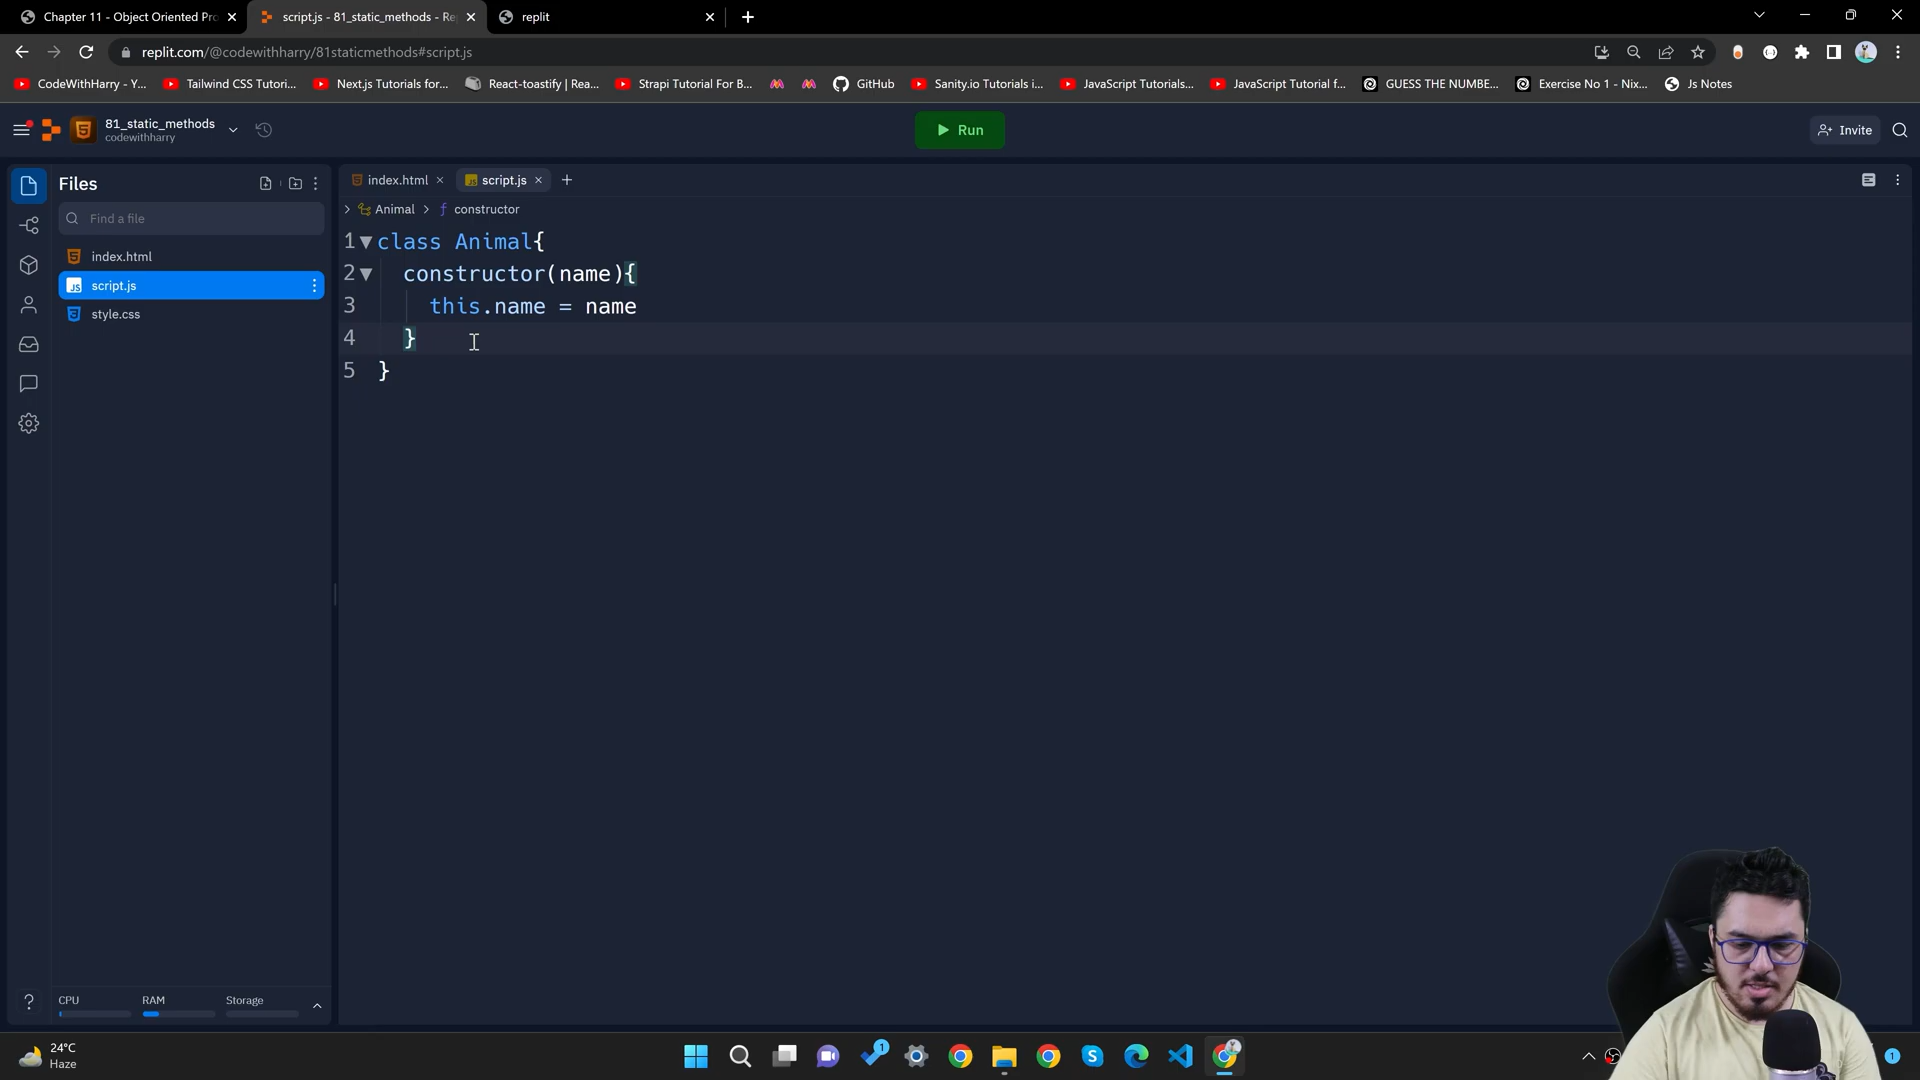 Chapter 11 - Object Oriented Pro
script.js - 81_static_methods - Re
replit
replit.com/@codewithharry/81staticmethods#script.js
CodeWithHarry - Y...
Tailwind CSS Tutori...
Next.js Tutorials for...
React-toastify | Rea...
Strapi Tutorial For B...
GitHub
Sanity.io Tutorials i...
JavaScript Tutorials...
JavaScript Tutorial f...
GUESS THE NUMBE...
Exercise No 1 - Nix...
Js Notes
81_static_methods
codewithharry
Run
Invite
Files
index.html
script.js
Find a file
Animal
constructor
index.html
script.js
style.css
1 class Animal{
2 constructor(name){
3 this.name = name
4 }
5 }
CPU
RAM
Storage
24°C
Haze
1
1